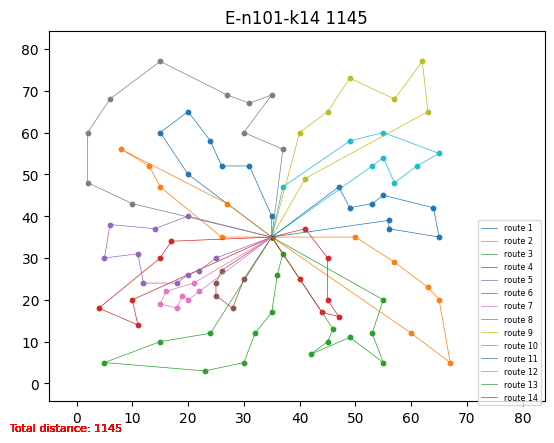 E-n101-k14 1145
80
70
60
50
40
30
20
10
0
0 10 20 30 40 50 60 70 80
route 1
route 2
route 3
route 4
route 5
route 6
route 7
route 8
route 9
route 10
route 11
route 12
route 13
route 14
Total distance: 1145